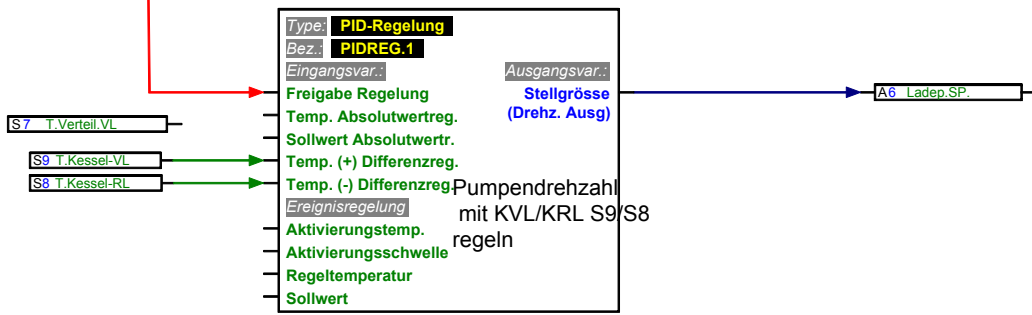 Type: PID-Regelung
Bez.: PIDREG.1
Eingangsvar.: Ausgangsvar.:
Freigabe Regelung Stellgrösse
(Drehz. Ausg)
A6 Ladep.SP.
Temp. Absolutwertreg.
S7 T.Verteil.VL
Sollwert Absolutwertr.
S9 T.Kessel-VL
Temp. (+) Differenzreg.
S8 T.Kessel-RL
Temp. (-) Differenzreg.
Pumpendrehzahl
mit KVL/KRL S9/S8
regeln
Ereignisregelung
Aktivierungstemp.
Aktivierungsschwelle
Regeltemperatur
Sollwert